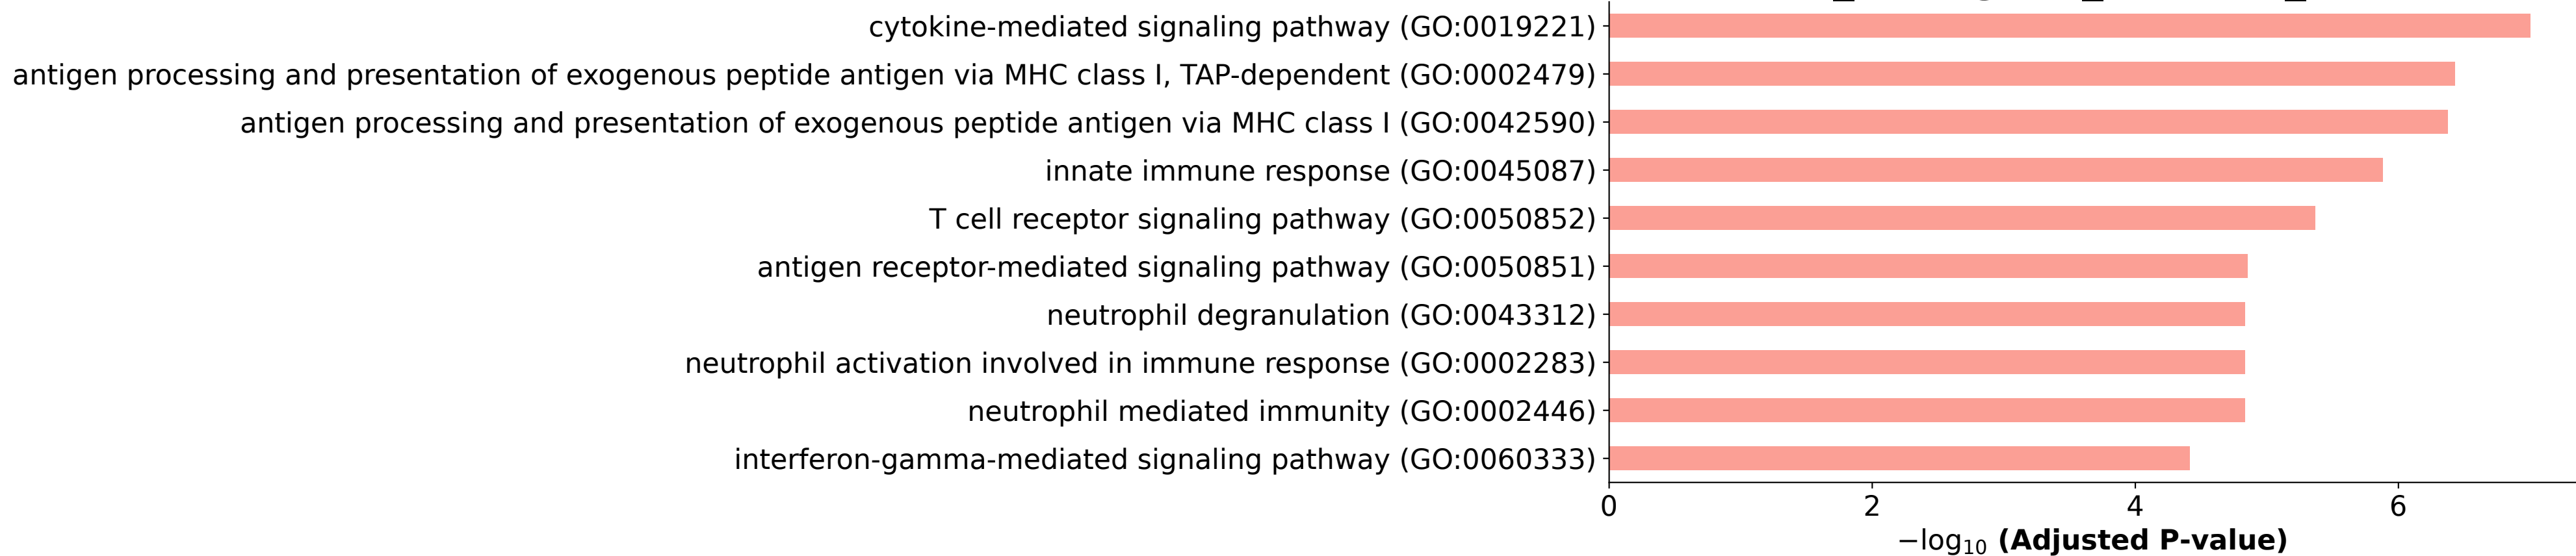 cytokine-mediated signaling pathway (GO:0019221)
antigen processing and presentation of exogenous peptide antigen via MHC class I, TAP-dependent (GO:0002479)
antigen processing and presentation of exogenous peptide antigen via MHC class I (GO:0042590)
innate immune response (GO:0045087)
T cell receptor signaling pathway (GO:0050852)
antigen receptor-mediated signaling pathway (GO:0050851)
neutrophil degranulation (GO:0043312)
neutrophil activation involved in immune response (GO:0002283)
neutrophil mediated immunity (GO:0002446)
interferon-gamma-mediated signaling pathway (GO:0060333)
0 2 4 6
−log₁₀ (Adjusted P-value)